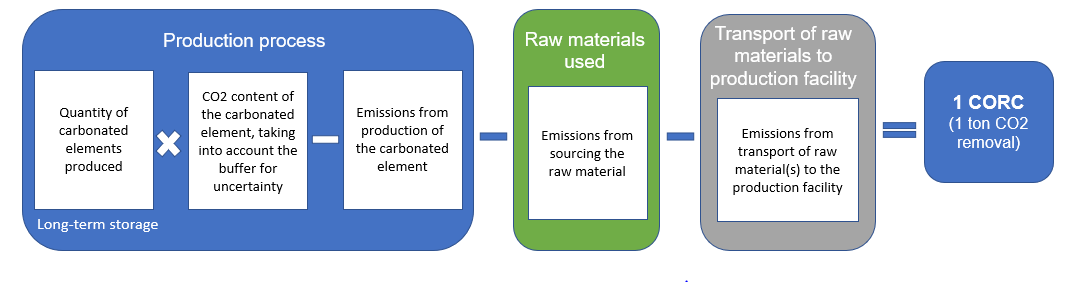 Production process
Quantity of
carbonated
elements
produced
CO2 content of
the carbonated
element, taking
into account the
buffer for
uncertainty
Emissions from
production of
the carbonated
element
Long-term storage
Raw materials
used
Emissions from
sourcing the
raw material
Transport of raw
materials to
production facility
Emissions from
transport of raw
material(s) to the
production facility
1 CORC
(1 ton CO2
removal)